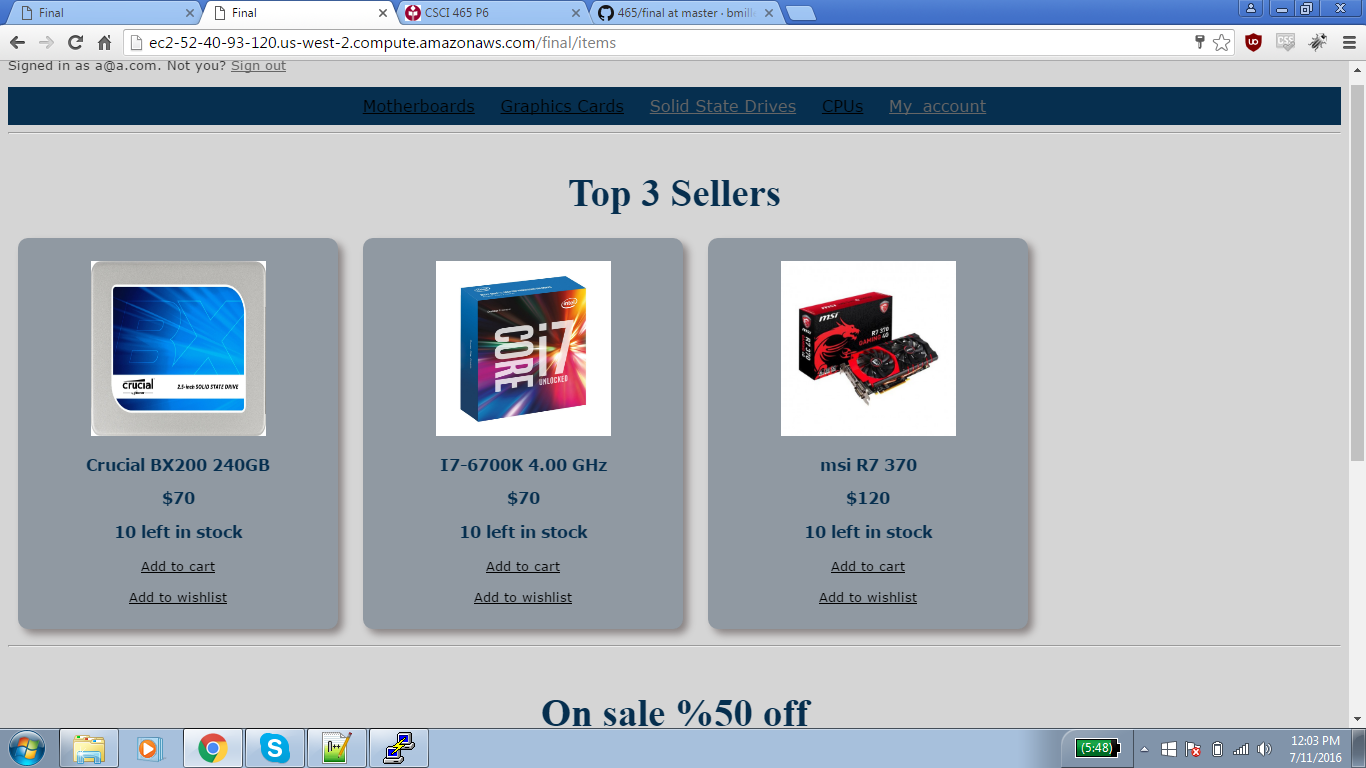 Final
Final
CSCI 465 P6
465/final at master · bmill
ec2-52-40-93-120.us-west-2.compute.amazonaws.com/final/items
Signed in as a@a.com. Not you? Sign out
Motherboards Graphics Cards Solid State Drives CPUs My account
Top 3 Sellers
crucial
2.5-inch SOLID STATE DRIVE
intel
CORE i7
UNLOCKED
msi
R7 370
GAMING 4G
R7 370
Crucial BX200 240GB
$70
10 left in stock
Add to cart
Add to wishlist
I7-6700K 4.00 GHz
$70
10 left in stock
Add to cart
Add to wishlist
msi R7 370
$120
10 left in stock
Add to cart
Add to wishlist
On sale %50 off
(5:48)
12:03 PM
7/11/2016